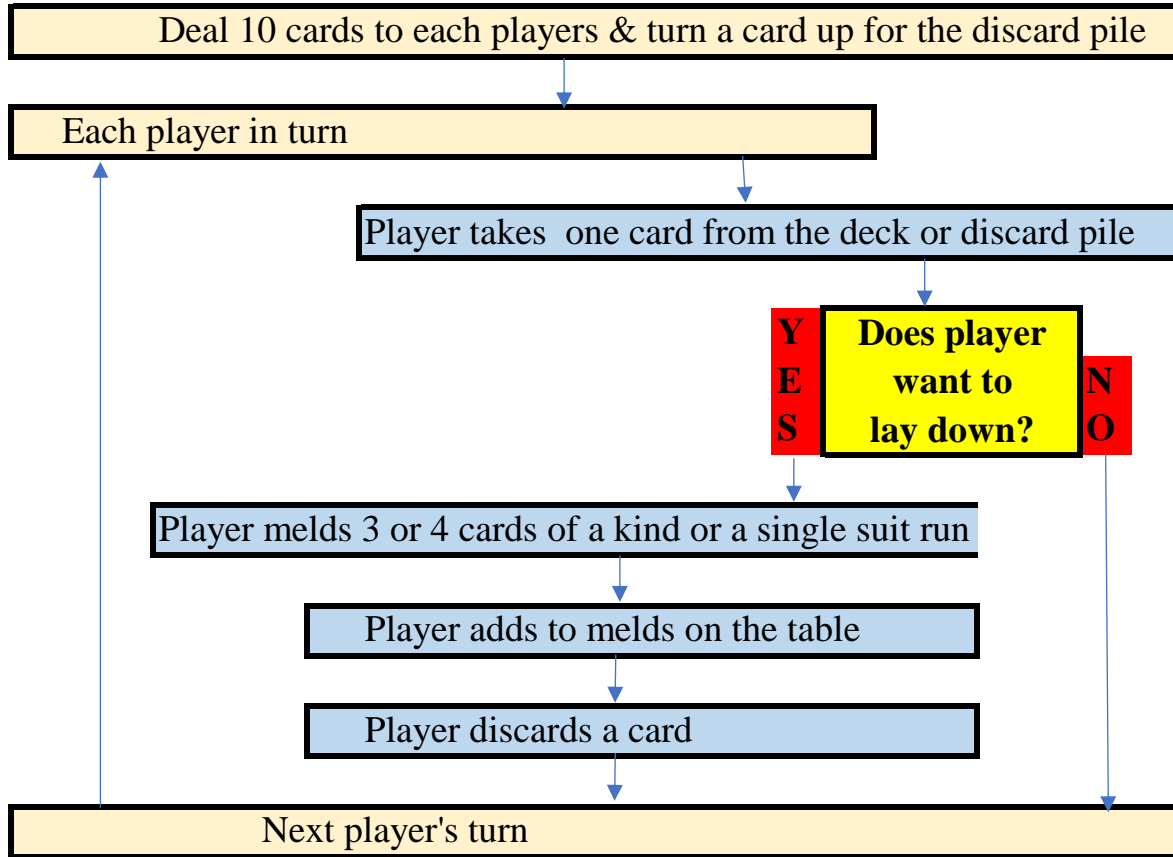 Deal 10 cards to each players & turn a card up for the discard pile
Each player in turn
Player takes  one card from the deck or discard pile
YES
Does player
want to
lay down?
NO
Player melds 3 or 4 cards of a kind or a single suit run
Player adds to melds on the table
Player discards a card
Next player's turn